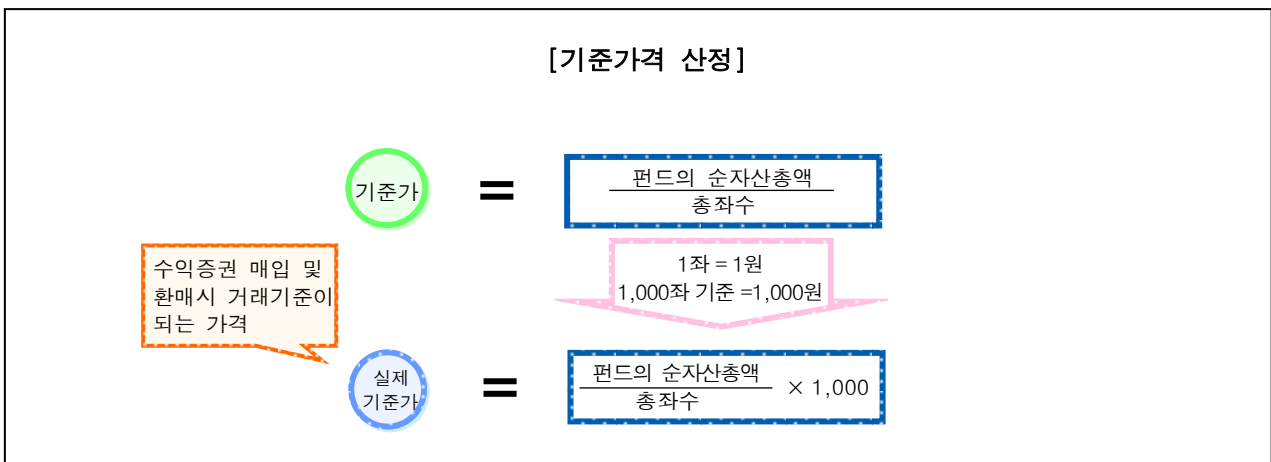 [기준가격 산정]
기준가
=
펀드의 순자산총액
총좌수
수익증권 매입 및
환매시 거래기준이
되는 가격
1좌 = 1원
1,000좌 기준 =1,000원
실제
기준가
=
펀드의 순자산총액
총좌수
× 1,000